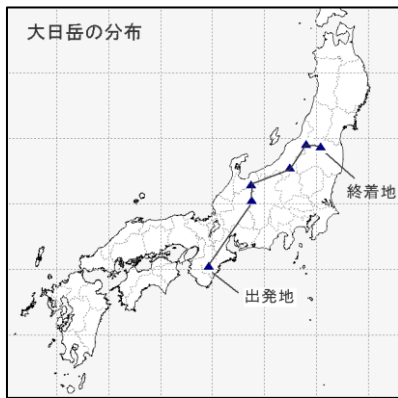 大日岳の分布
終着地
出発地